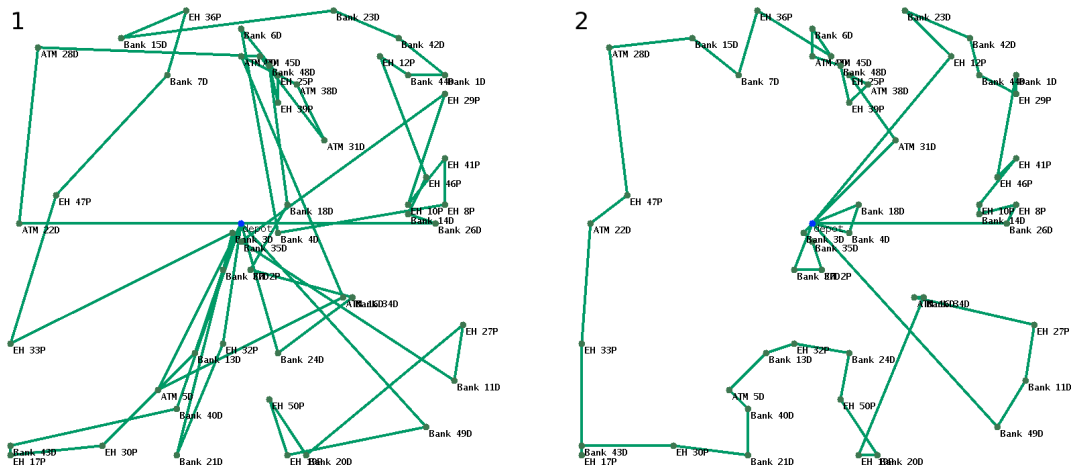 1
EH 36P
Bank 15D
Bank 23D
Bank 6D
Bank 42D
ATM 28D
ATM 45D
EH 12P
Bank 48D
Bank 7D
EH 25P
Bank 44D
Bank 1D
ATM 38D
EH 29P
EH 39P
ATM 31D
EH 41P
EH 46P
EH 47P
Bank 18D
EH 10P
EH 8P
Bank 14D
ATM 22D
depot
Bank 26D
Bank 3D
Bank 4D
Bank 35D
Bank 34D
EH 27P
EH 33P
EH 32P
Bank 13D
Bank 24D
Bank 11D
ATM 5D
EH 50P
Bank 40D
Bank 49D
Bank 43D
EH 30P
EH 17P
Bank 21D
Bank 20D
2
EH 36P
Bank 23D
Bank 6D
Bank 15D
Bank 42D
ATM 28D
45D
EH 12P
Bank 48D
Bank 7D
EH 25P
Bank 1D
ATM 38D
EH 29P
EH 39P
ATM 31D
EH 41P
EH 46P
EH 47P
Bank 18D
EH 8P
Bank 14D
ATM 22D
depot
Bank 26D
Bank 3D
Bank 4D
Bank 35D
34D
EH 27P
EH 33P
EH 32P
Bank 13D
Bank 24D
Bank 11D
ATM 5D
EH 50P
Bank 40D
Bank 49D
Bank 43D
EH 30P
EH 17P
Bank 21D
Bank 20D